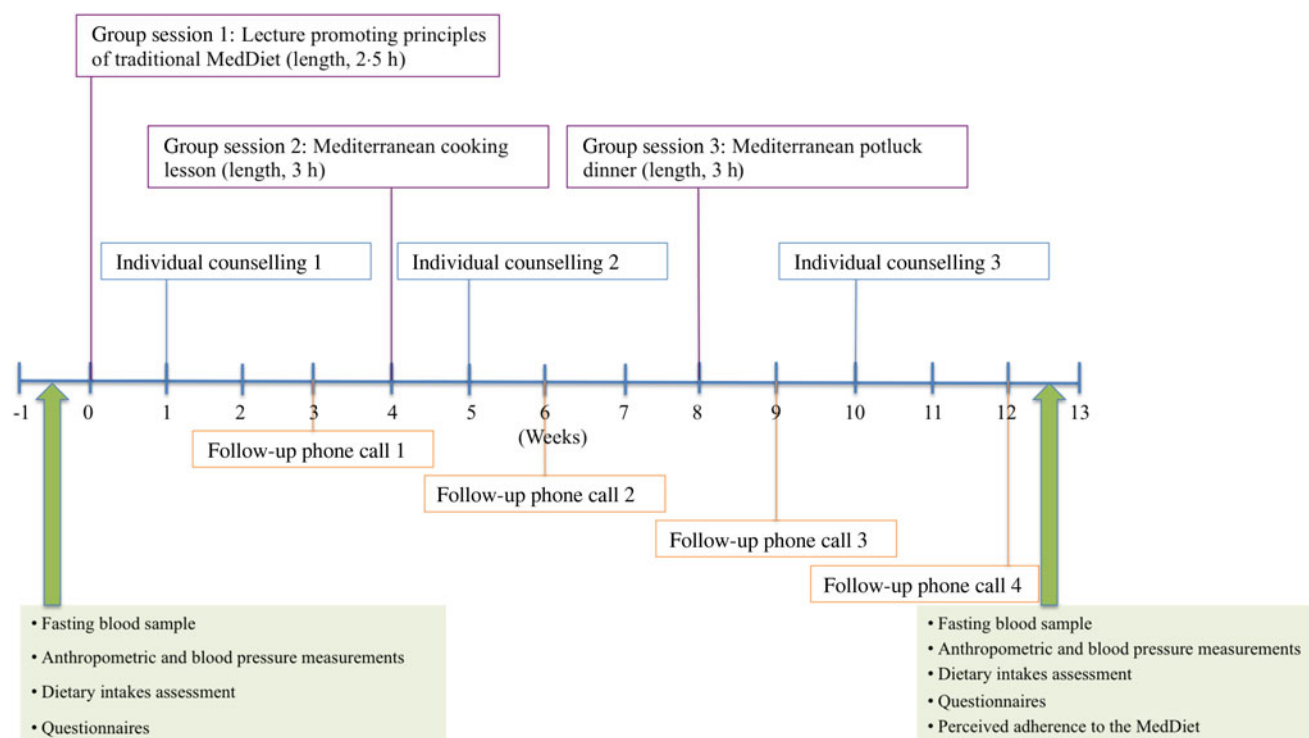 Group session 1: Lecture promoting principles
of traditional MedDiet (length, 2·5 h)
Group session 2: Mediterranean cooking
lesson (length, 3 h)
Group session 3: Mediterranean potluck
dinner (length, 3 h)
Individual counselling 1
Individual counselling 2
Individual counselling 3
-1 0 1 2 3 4 5 6 7 8 9 10 11 12 13
(Weeks)
Follow-up phone call 1
Follow-up phone call 2
Follow-up phone call 3
Follow-up phone call 4
• Fasting blood sample
• Anthropometric and blood pressure measurements
• Dietary intakes assessment
• Questionnaires
• Fasting blood sample
• Anthropometric and blood pressure measurements
• Dietary intakes assessment
• Questionnaires
• Perceived adherence to the MedDiet